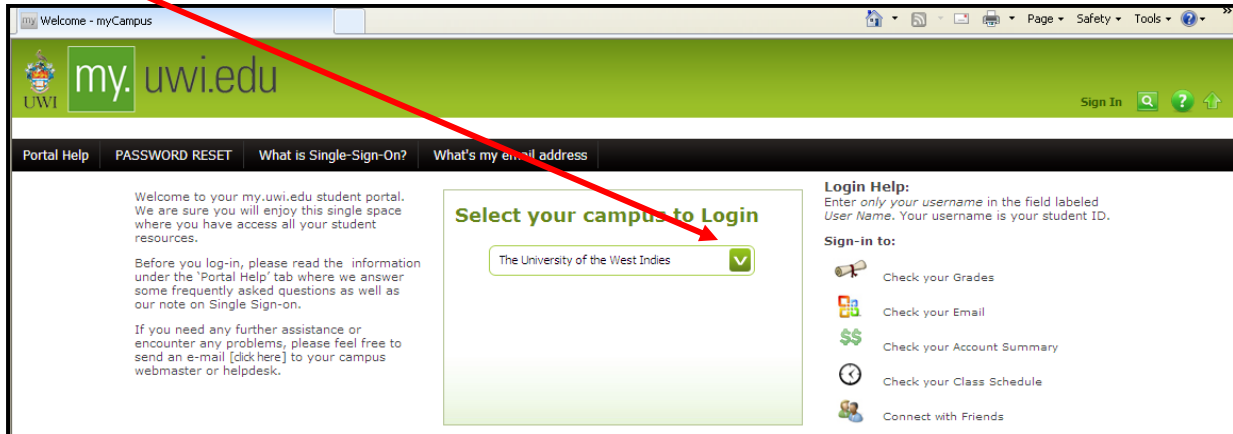 Welcome - myCampus
Page Safety Tools »
UWI
my. uwi.edu
Sign In
Portal Help PASSWORD RESET What is Single-Sign-On? What's my email address
Welcome to your my.uwi.edu student portal.
We are sure you will enjoy this single space
where you have access all your student
resources.
Before you log-in, please read the information
under the 'Portal Help' tab where we answer
some frequently asked questions as well as
our note on Single Sign-on.
If you need any further assistance or
encounter any problems, please feel free to
send an e-mail [click here] to your campus
webmaster or helpdesk.
Select your campus to Login
The University of the West Indies
Login Help:
Enter only your username in the field labeled
User Name. Your username is your student ID.
Sign-in to:
Check your Grades
Check your Email
$$
Check your Account Summary
Check your Class Schedule
Connect with Friends